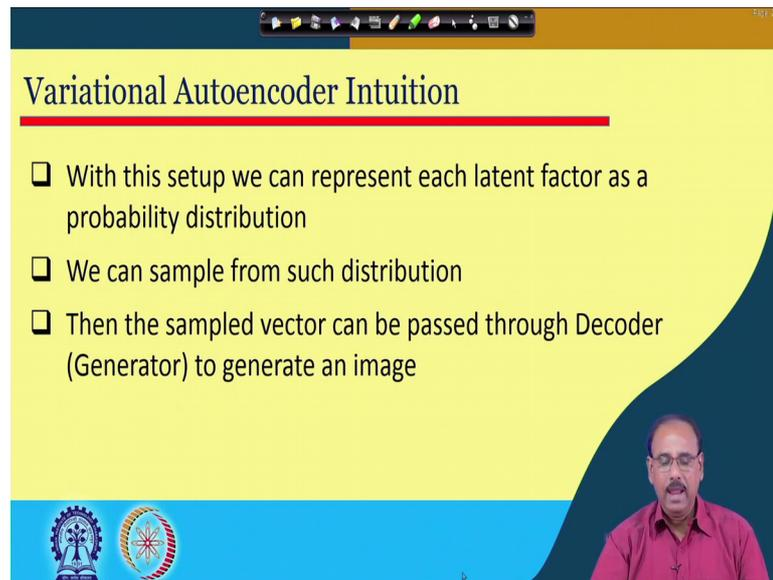 Page
Variational Autoencoder Intuition
❑ With this setup we can represent each latent factor as a
probability distribution
❑ We can sample from such distribution
❑ Then the sampled vector can be passed through Decoder
(Generator) to generate an image